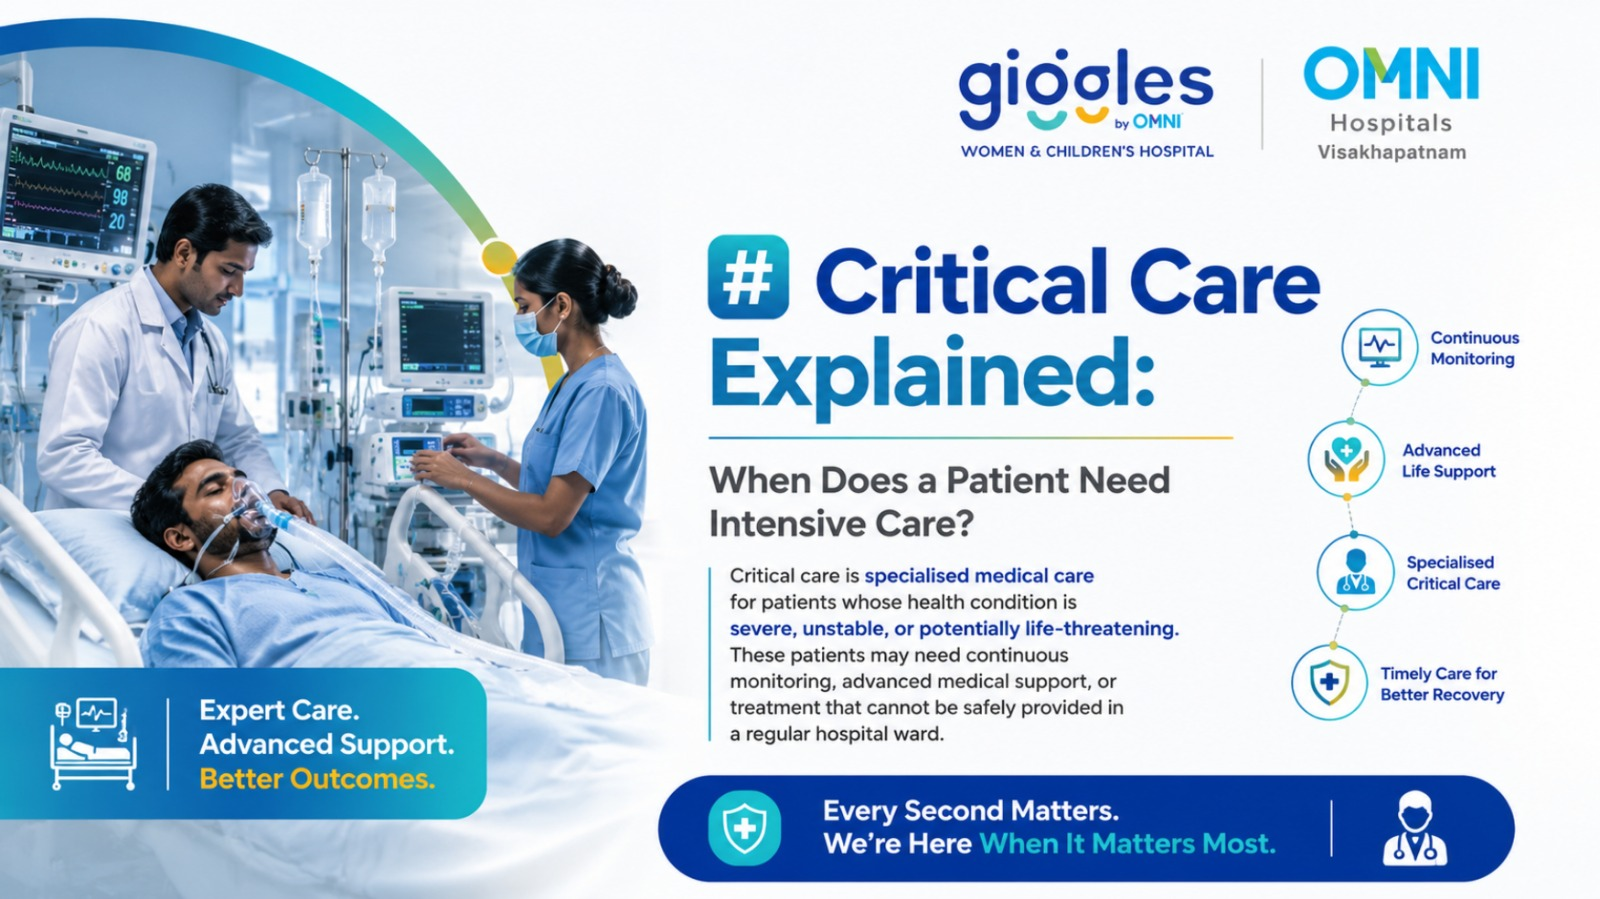 giggles
by OMNI
WOMEN & CHILDREN'S HOSPITAL
OMNI
Hospitals
Visakhapatnam
# Critical Care
Explained:
When Does a Patient Need
Intensive Care?
Critical care is specialised medical care
for patients whose health condition is
severe, unstable, or potentially life-threatening.
These patients may need continuous
monitoring, advanced medical support, or
treatment that cannot be safely provided in
a regular hospital ward.
Continuous
Monitoring
Advanced
Life Support
Specialised
Critical Care
Timely Care for
Better Recovery
68
98
20
Expert Care.
Advanced Support.
Better Outcomes.
Every Second Matters.
We're Here When It Matters Most.